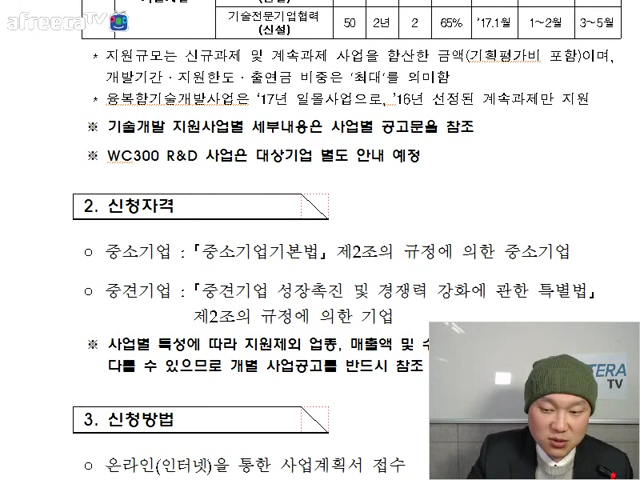 afreecaTV
기술전문기업협력 50 2년 2 65% '17.1월 1~2월 3~5월
(신설)
* 지원규모는 신규과제 및 계속과제 사업을 합산한 금액(기획평가비 포함)이며,
개발기간·지원한도·출연금 비중은 '최대'를 의미함
* 융복합기술개발사업은 '17년 일몰사업으로, '16년 선정된 계속과제만 지원
※ 기술개발 지원사업별 세부내용은 사업별 공고문을 참조
※ WC300 R&D 사업은 대상기업 별도 안내 예정
2. 신청자격
○ 중소기업 :「중소기업기본법」제2조의 규정에 의한 중소기업
○ 중견기업 :「중견기업 성장촉진 및 경쟁력 강화에 관한 특별법」
제2조의 규정에 의한 기업
※ 사업별 특성에 따라 지원제외 업종, 매출액 및
다를 수 있으므로 개별 사업공고를 반드시 참조
TERA
TV
3. 신청방법
○ 온라인(인터넷)을 통한 사업계획서 접수